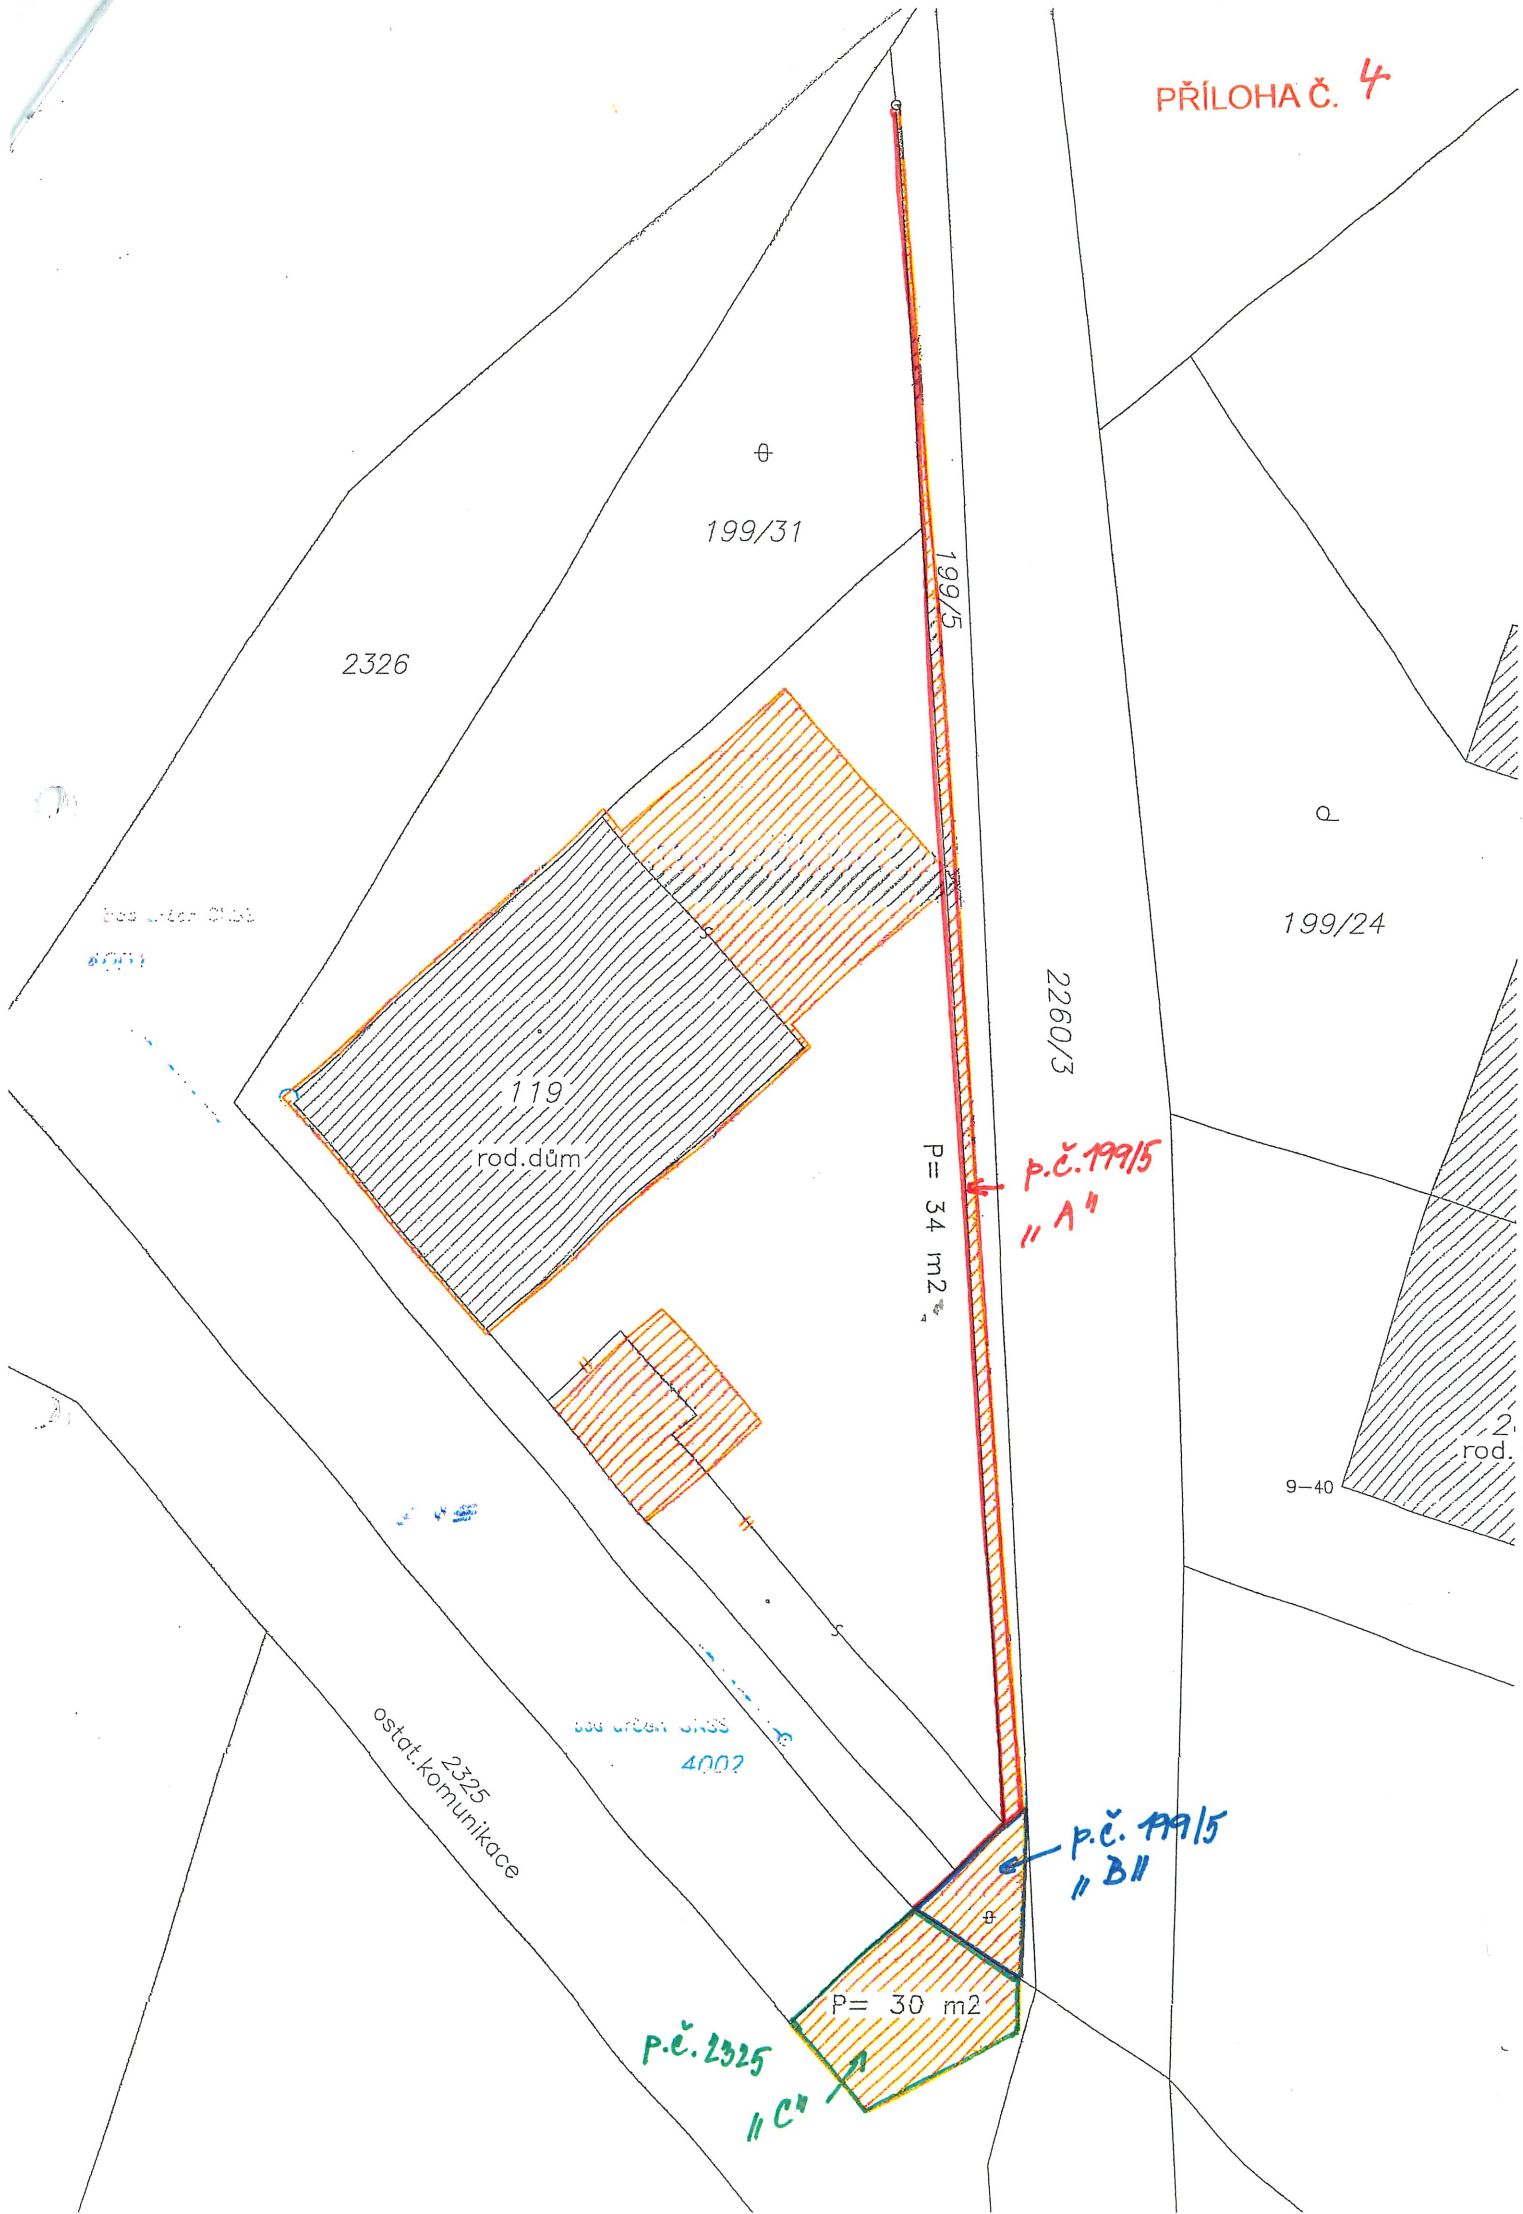 PŘÍLOHA Č. 4
199/31
199/5
2326
199/24
2260/3
119
rod.dům
P= 34 m2
p.č.199/5
„A"
2
rod.
9-40
4002
2325
ostat.komunikace
p.č. 199/5
„B"
P= 30 m2
p.č.2325
„C"